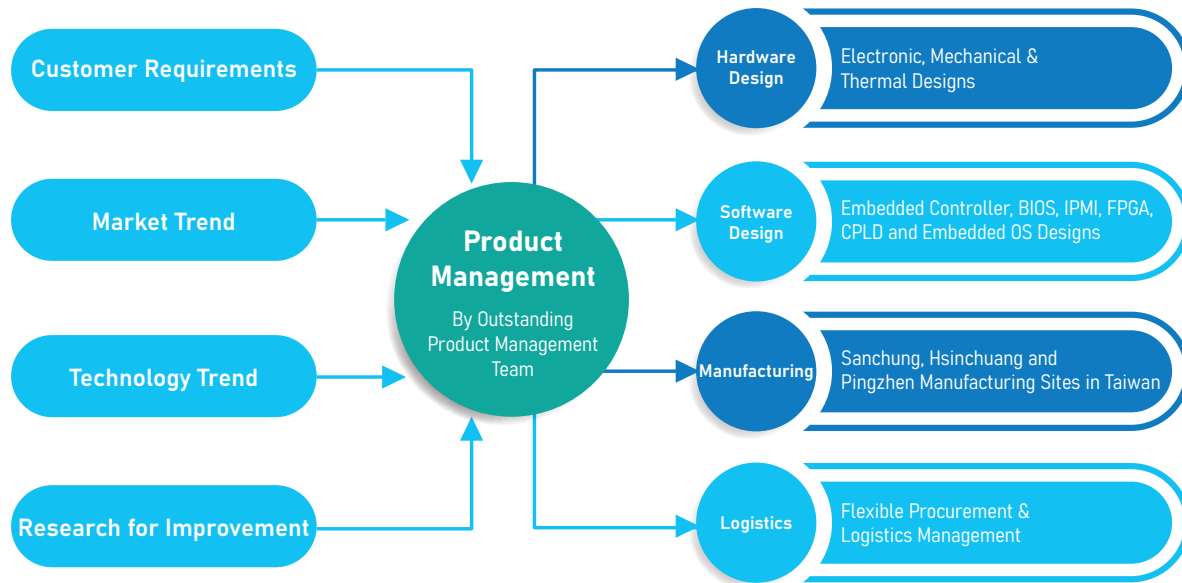 Customer Requirements
Market Trend
Technology Trend
Research for Improvement
Product
Management
By Outstanding
Product Management
Team
Hardware
Design
Electronic, Mechanical &
Thermal Designs
Software
Design
Embedded Controller, BIOS, IPMI, FPGA,
CPLD and Embedded OS Designs
Manufacturing
Sanchung, Hsinchuang and
Pingzhen Manufacturing Sites in Taiwan
Logistics
Flexible Procurement &
Logistics Management